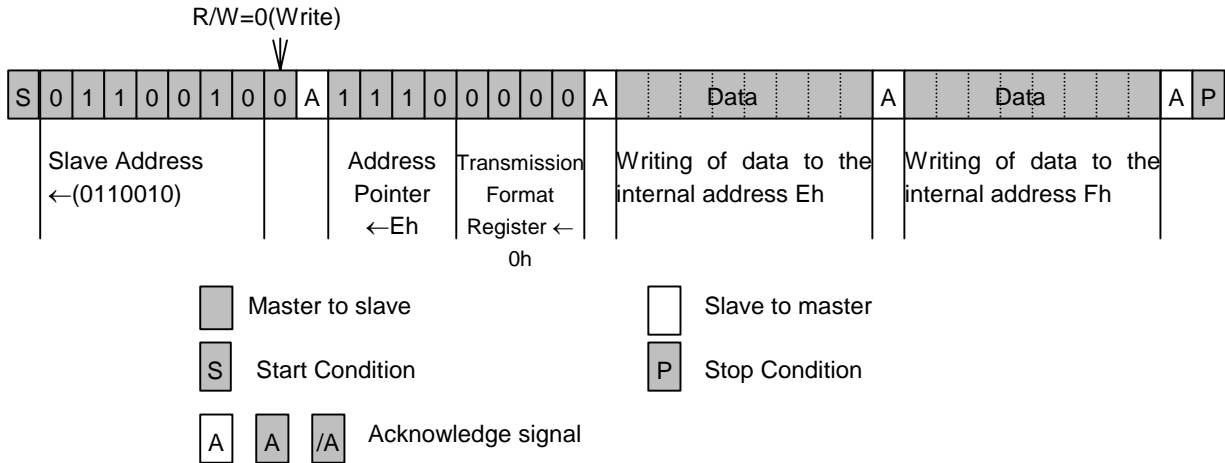 R/W=0(Write)
S 0 1 1 0 0 1 0 0 A 1 1 1 0 0 0 0 0 A Data A Data A P
Slave Address
←(0110010)
Address
Pointer
←Eh
Transmission
Format
Register ←
0h
Writing of data to the
internal address Eh
Writing of data to the
internal address Fh
Master to slave
Slave to master
S Start Condition
P Stop Condition
A A /A Acknowledge signal